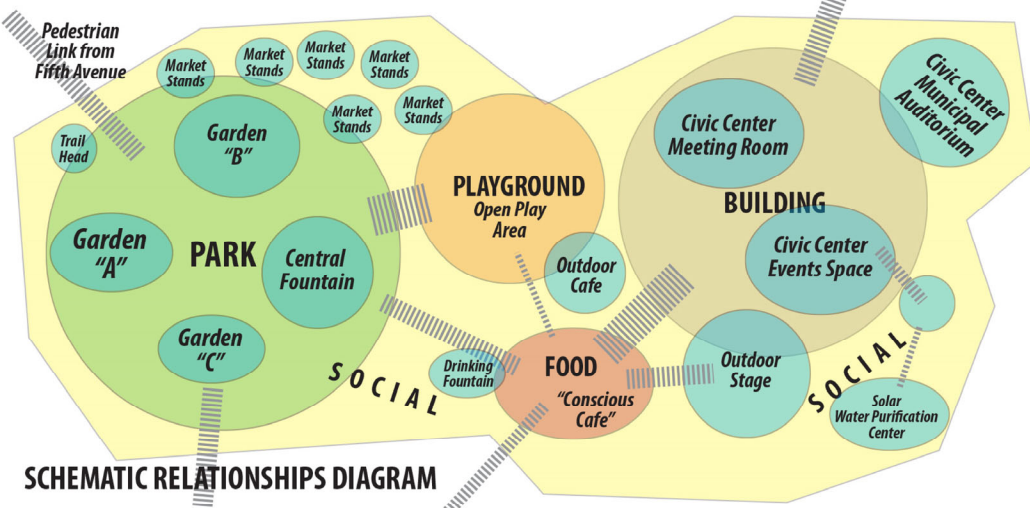 Pedestrian
Link from
Fifth Avenue
Market
Stands
Market
Stands
Market
Stands
Market
Stands
Market
Stands
Market
Stands
Trail
Head
Garden
"B"
Garden
"A"
PARK
Central
Fountain
Garden
"C"
PLAYGROUND
Open Play
Area
Outdoor
Cafe
Civic Center
Meeting Room
BUILDING
Civic Center
Events Space
Civic Center
Municipal
Auditorium
SOCIAL
Drinking
Fountain
FOOD
"Conscious
Cafe"
Outdoor
Stage
SOCIAL
Solar
Water Purification
Center
SCHEMATIC RELATIONSHIPS DIAGRAM